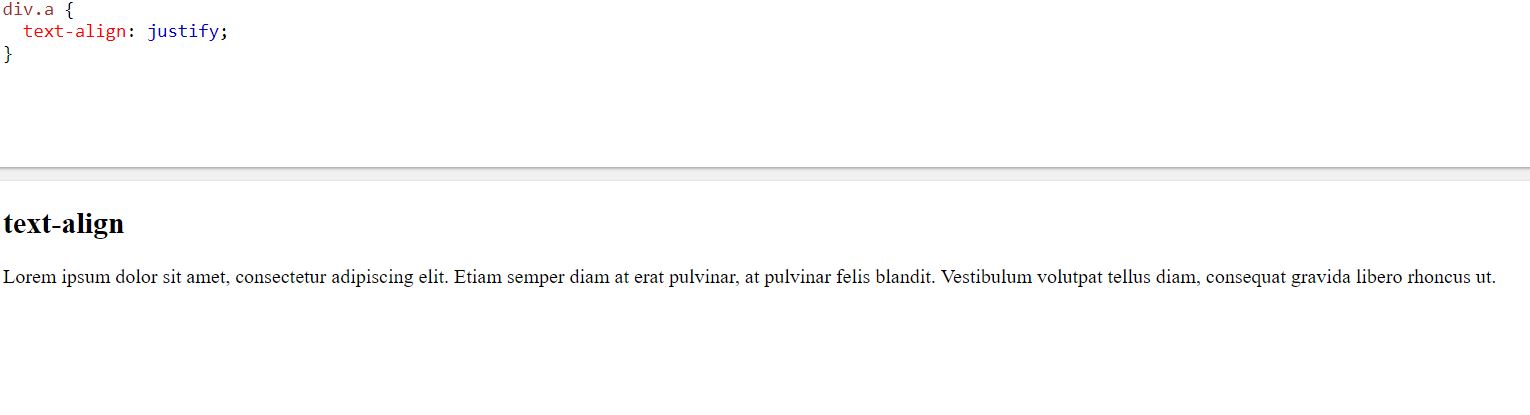 div.a {
  text-align: justify;
}
text-align
Lorem ipsum dolor sit amet, consectetur adipiscing elit. Etiam semper diam at erat pulvinar, at pulvinar felis blandit. Vestibulum volutpat tellus diam, consequat gravida libero rhoncus ut.